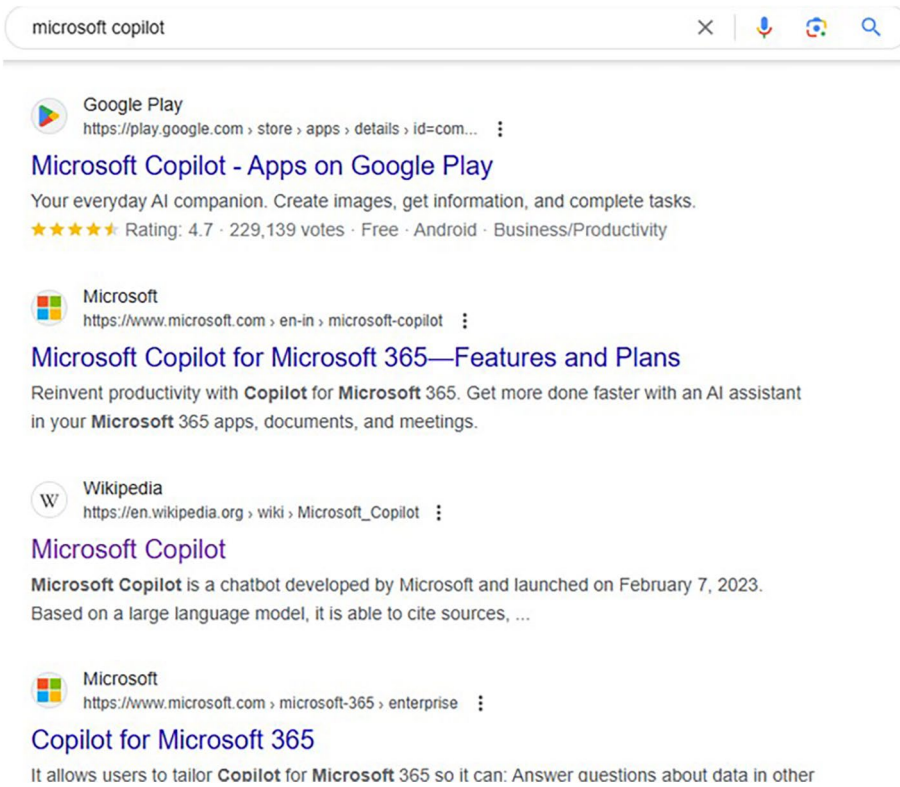 microsoft copilot
Google Play
https://play.google.com › store › apps › details › id=com...
Microsoft Copilot - Apps on Google Play
Your everyday AI companion. Create images, get information, and complete tasks.
Rating: 4.7 · 229,139 votes · Free · Android · Business/Productivity
Microsoft
https://www.microsoft.com › en-in › microsoft-copilot
Microsoft Copilot for Microsoft 365—Features and Plans
Reinvent productivity with Copilot for Microsoft 365. Get more done faster with an AI assistant
in your Microsoft 365 apps, documents, and meetings.
W
Wikipedia
https://en.wikipedia.org › wiki › Microsoft_Copilot
Microsoft Copilot
Microsoft Copilot is a chatbot developed by Microsoft and launched on February 7, 2023.
Based on a large language model, it is able to cite sources, ...
Microsoft
https://www.microsoft.com › microsoft-365 › enterprise
Copilot for Microsoft 365
It allows users to tailor Copilot for Microsoft 365 so it can: Answer questions about data in other